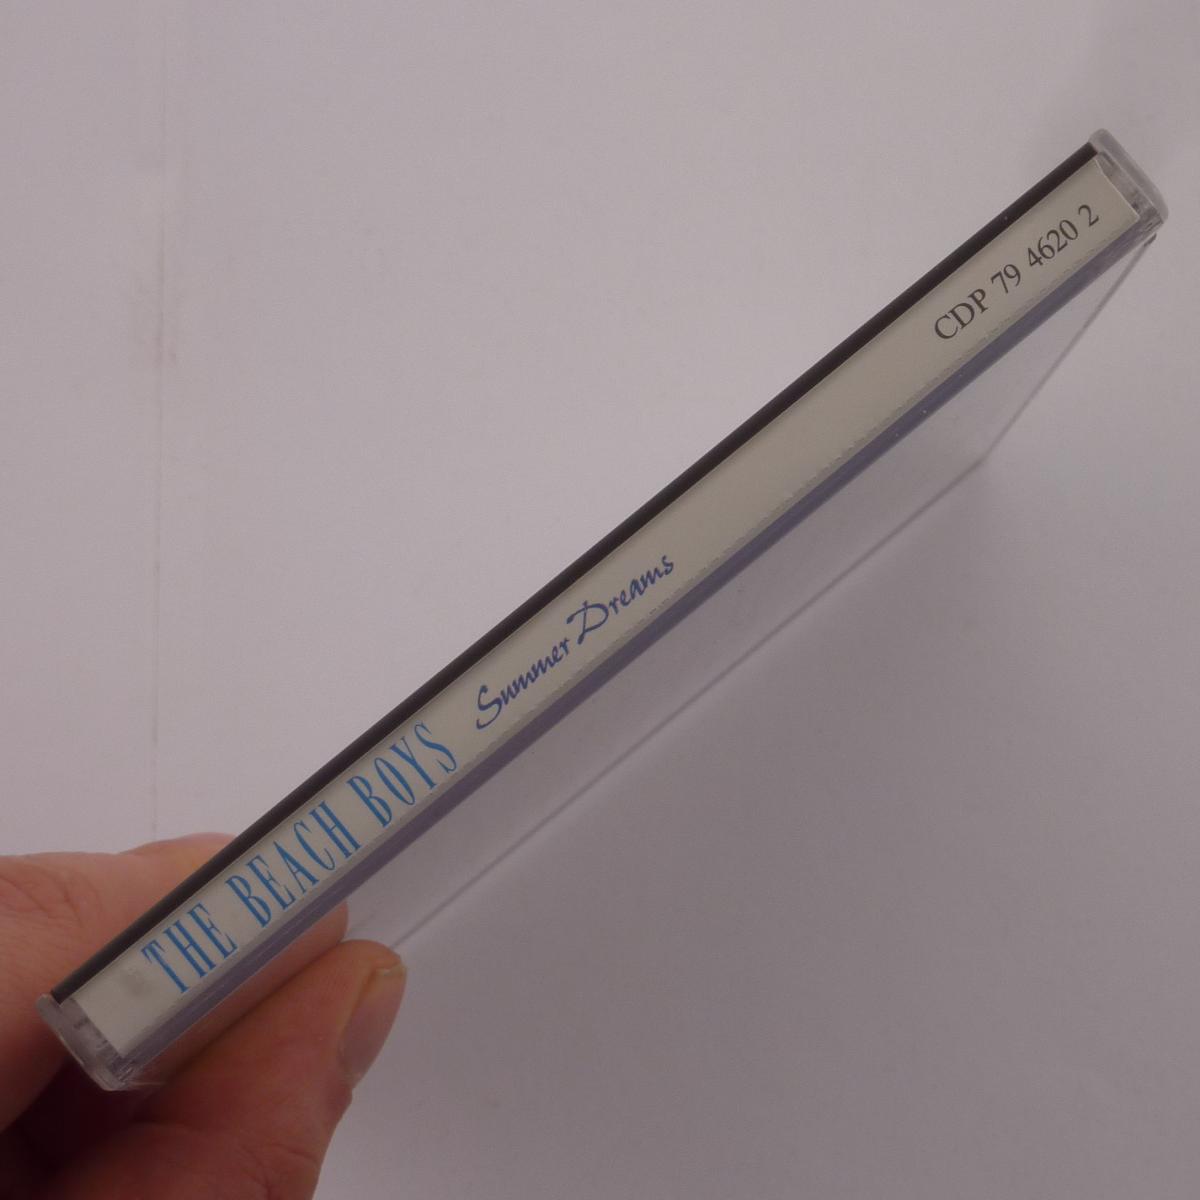 THE BEACH BOYS Summer Dreams CDP 79 4620 2